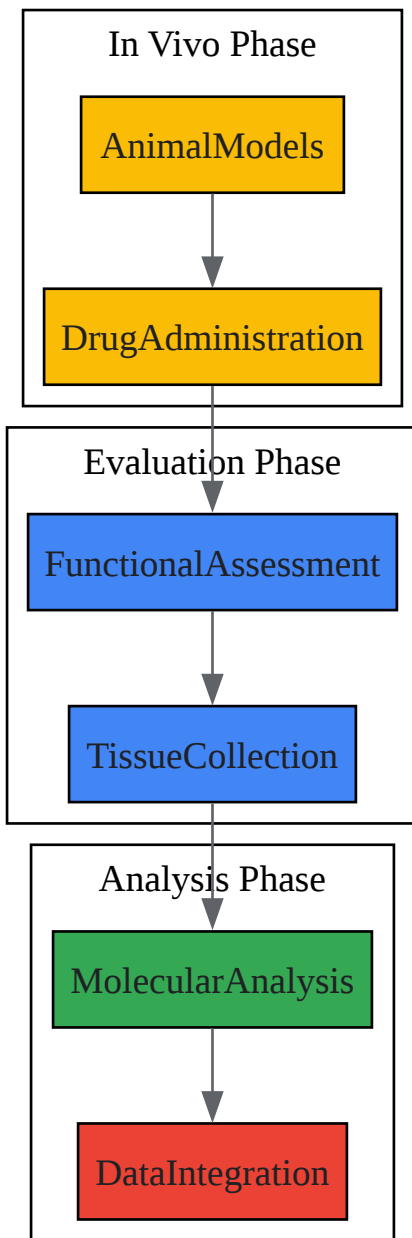 In Vivo Phase
AnimalModels
DrugAdministration
Evaluation Phase
FunctionalAssessment
TissueCollection
Analysis Phase
MolecularAnalysis
DataIntegration